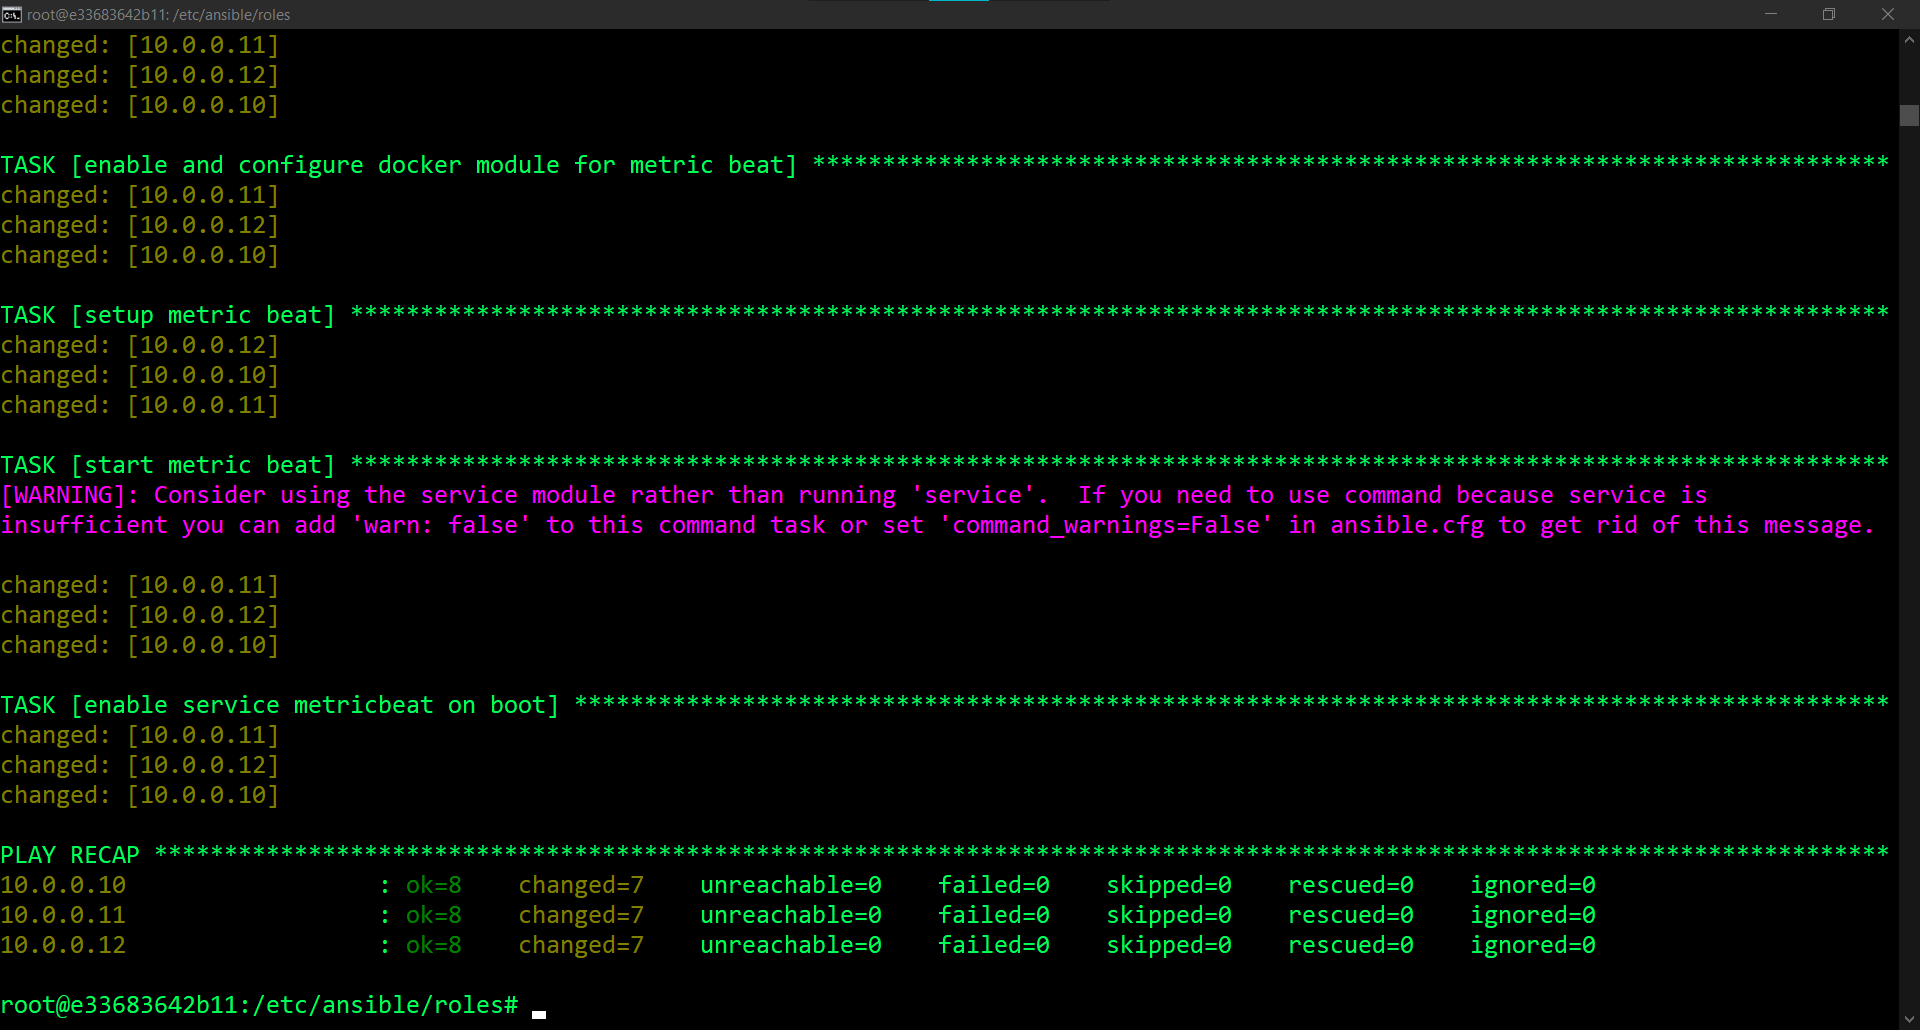 root@e33683642b11: /etc/ansible/roles
changed: [10.0.0.11]
changed: [10.0.0.12]
changed: [10.0.0.10]
TASK [enable and configure docker module for metric beat] *****************************************************************************
changed: [10.0.0.11]
changed: [10.0.0.12]
changed: [10.0.0.10]
TASK [setup metric beat] **************************************************************************************************************
changed: [10.0.0.12]
changed: [10.0.0.10]
changed: [10.0.0.11]
TASK [start metric beat] **************************************************************************************************************
[WARNING]: Consider using the service module rather than running 'service'.  If you need to use command because service is
insufficient you can add 'warn: false' to this command task or set 'command_warnings=False' in ansible.cfg to get rid of this message.
changed: [10.0.0.11]
changed: [10.0.0.12]
changed: [10.0.0.10]
TASK [enable service metricbeat on boot] **********************************************************************************************
changed: [10.0.0.11]
changed: [10.0.0.12]
changed: [10.0.0.10]
PLAY RECAP ****************************************************************************************************************************
10.0.0.10                  : ok=8    changed=7    unreachable=0    failed=0    skipped=0    rescued=0    ignored=0
10.0.0.11                  : ok=8    changed=7    unreachable=0    failed=0    skipped=0    rescued=0    ignored=0
10.0.0.12                  : ok=8    changed=7    unreachable=0    failed=0    skipped=0    rescued=0    ignored=0
root@e33683642b11:/etc/ansible/roles#